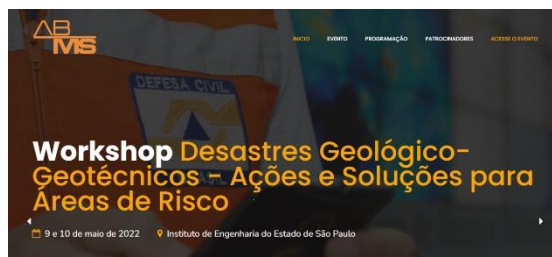 ABMS
INÍCIO EVENTO PROGRAMAÇÃO PATROCINADORES ACESSE O EVENTO
DEFESA CIVIL
Workshop Desastres Geológico-
Geotécnicos - Ações e Soluções para
Áreas de Risco
9 e 10 de maio de 2022 Instituto de Engenharia do Estado de São Paulo